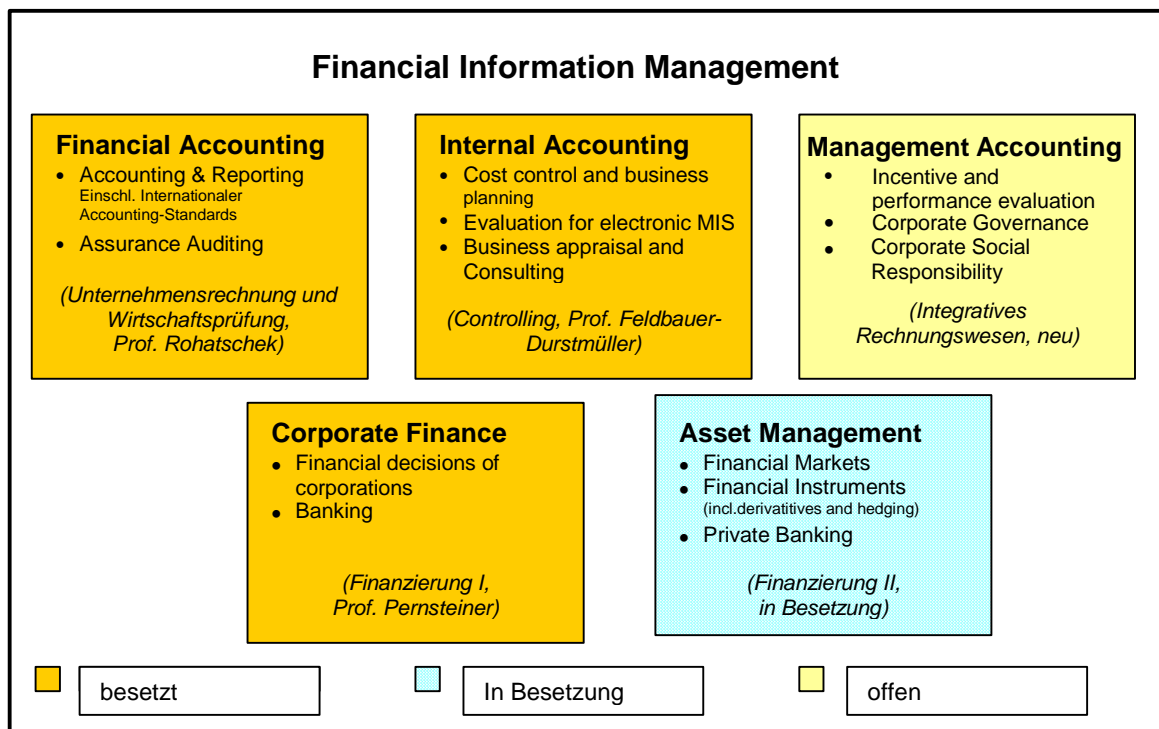 Financial Information Management
Financial Accounting
• Accounting & Reporting
Einschl. Internationaler
Accounting-Standards
• Assurance Auditing
(Unternehmensrechnung und
Wirtschaftsprüfung,
Prof. Rohatschek)
Internal Accounting
• Cost control and business
planning
• Evaluation for electronic MIS
• Business appraisal and
Consulting
(Controlling, Prof. Feldbauer-
Durstmüller)
Management Accounting
• Incentive and
performance evaluation
• Corporate Governance
• Corporate Social
Responsibility
(Integratives
Rechnungswesen, neu)
Corporate Finance
• Financial decisions of
corporations
• Banking
(Finanzierung I,
Prof. Pernsteiner)
Asset Management
• Financial Markets
• Financial Instruments
(incl.derivatitives and hedging)
• Private Banking
(Finanzierung II,
in Besetzung)
besetzt
In Besetzung
offen